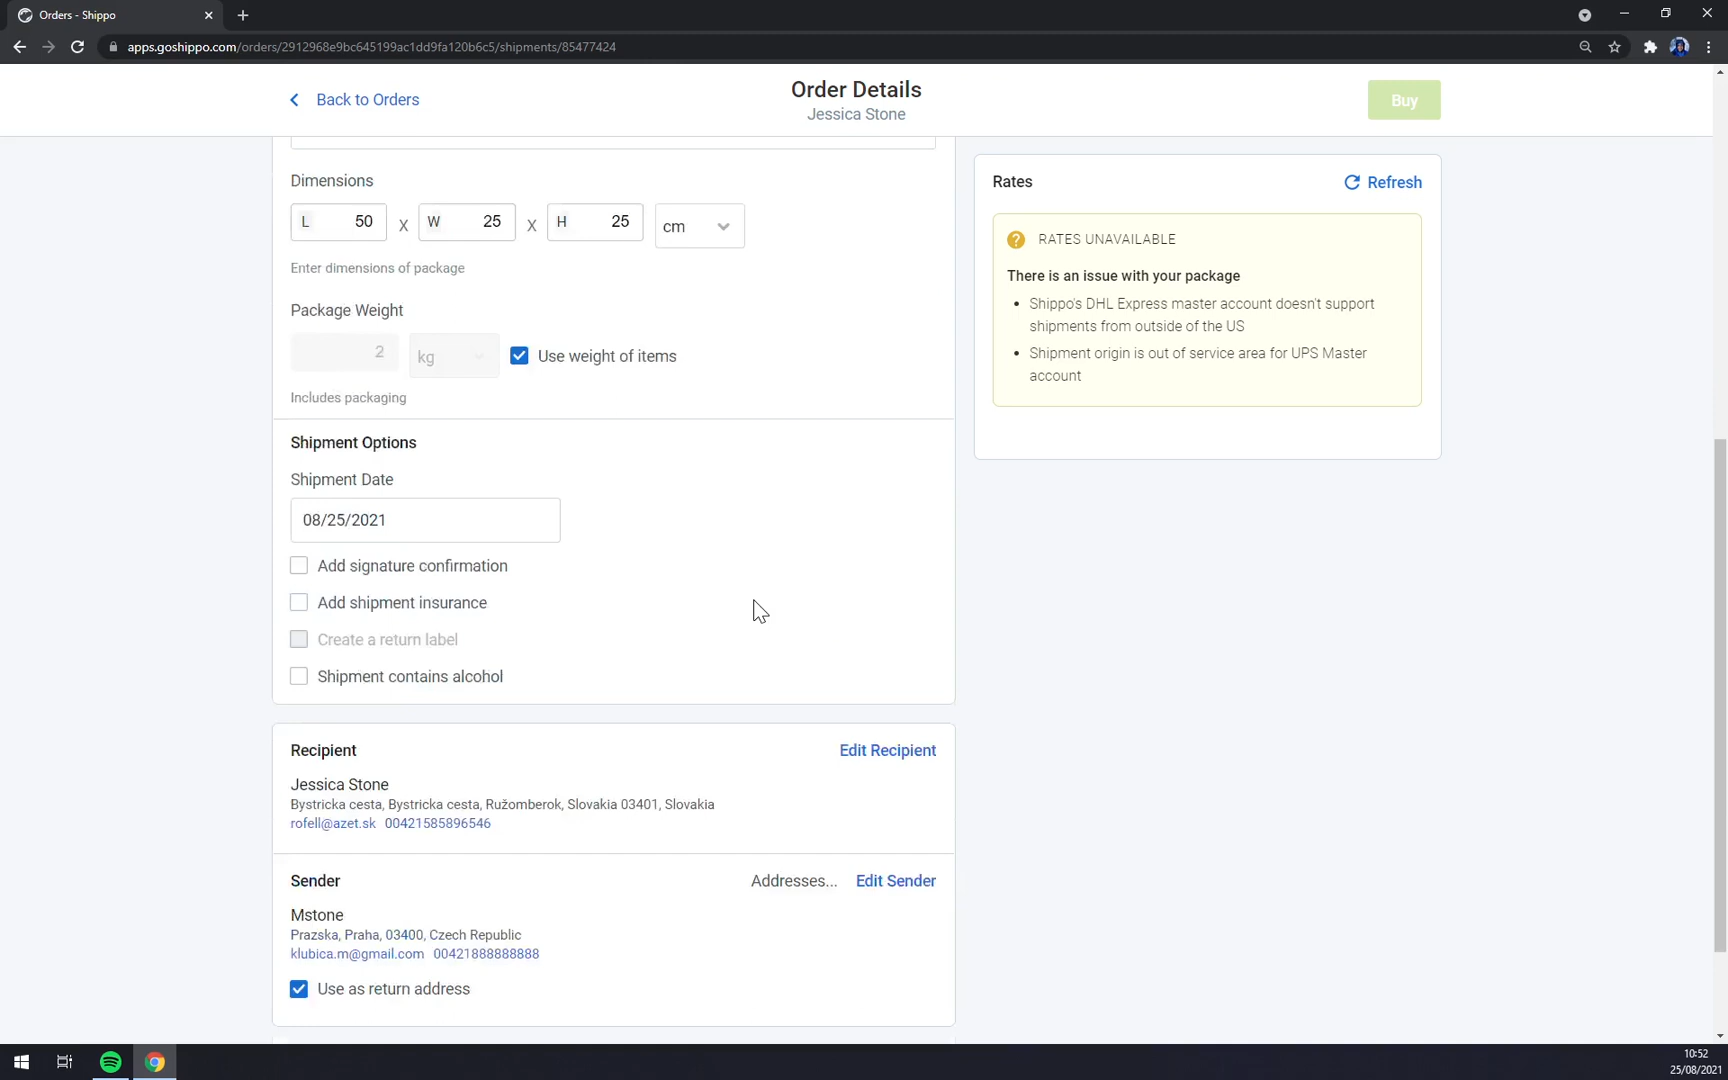 Orders - Shippo
apps.goshippo.com/orders/2912968e9bc645199ac1dd9fa120b6c5/shipments/85477424
Back to Orders
Order Details
Jessica Stone
Buy
Dimensions
L 50 X W 25 X H 25 cm
Enter dimensions of package
Package Weight
2 kg Use weight of items
Includes packaging
Shipment Options
Shipment Date
08/25/2021
Add signature confirmation
Add shipment insurance
Create a return label
Shipment contains alcohol
Recipient Edit Recipient
Jessica Stone
Bystricka cesta, Bystricka cesta, Ružomberok, Slovakia 03401, Slovakia
rofell@azet.sk 00421585896546
Sender Addresses... Edit Sender
Mstone
Prazska, Praha, 03400, Czech Republic
klubica.m@gmail.com 00421888888888
Use as return address
Rates Refresh
RATES UNAVAILABLE
There is an issue with your package
• Shippo's DHL Express master account doesn't support
shipments from outside of the US
• Shipment origin is out of service area for UPS Master
account
10:52
25/08/2021